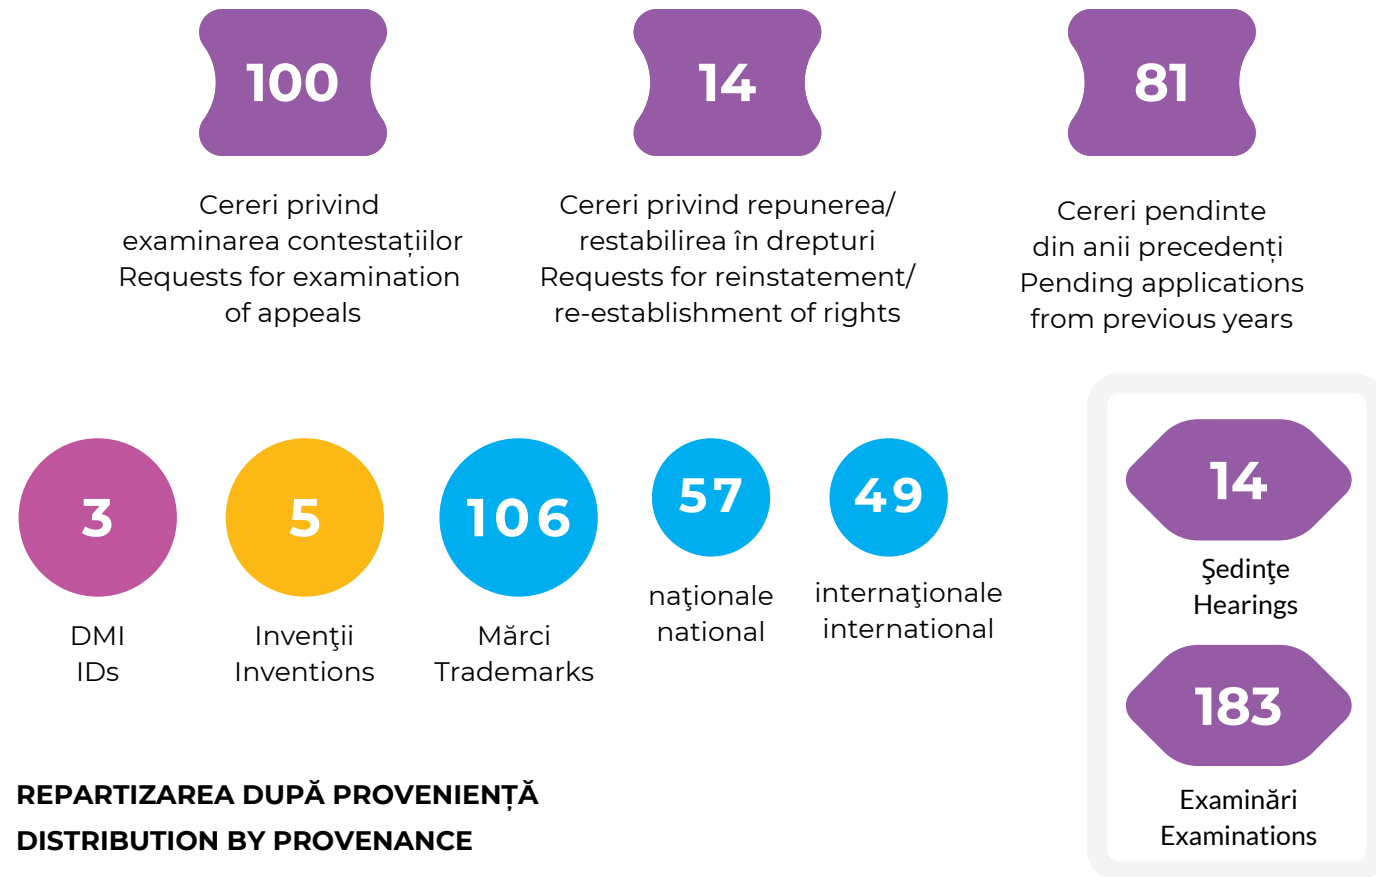 100
Cereri privind
examinarea contestațiilor
Requests for examination
of appeals
14
Cereri privind repunerea/
restabilirea în drepturi
Requests for reinstatement/
re-establishment of rights
81
Cereri pendinte
din anii precedenți
Pending applications
from previous years
3
DMI
IDs
5
Invenţii
Inventions
106
Mărci
Trademarks
57
naţionale
national
49
internaţionale
international
14
Şedinţe
Hearings
183
Examinări
Examinations
REPARTIZAREA DUPĂ PROVENIENȚĂ
DISTRIBUTION BY PROVENANCE